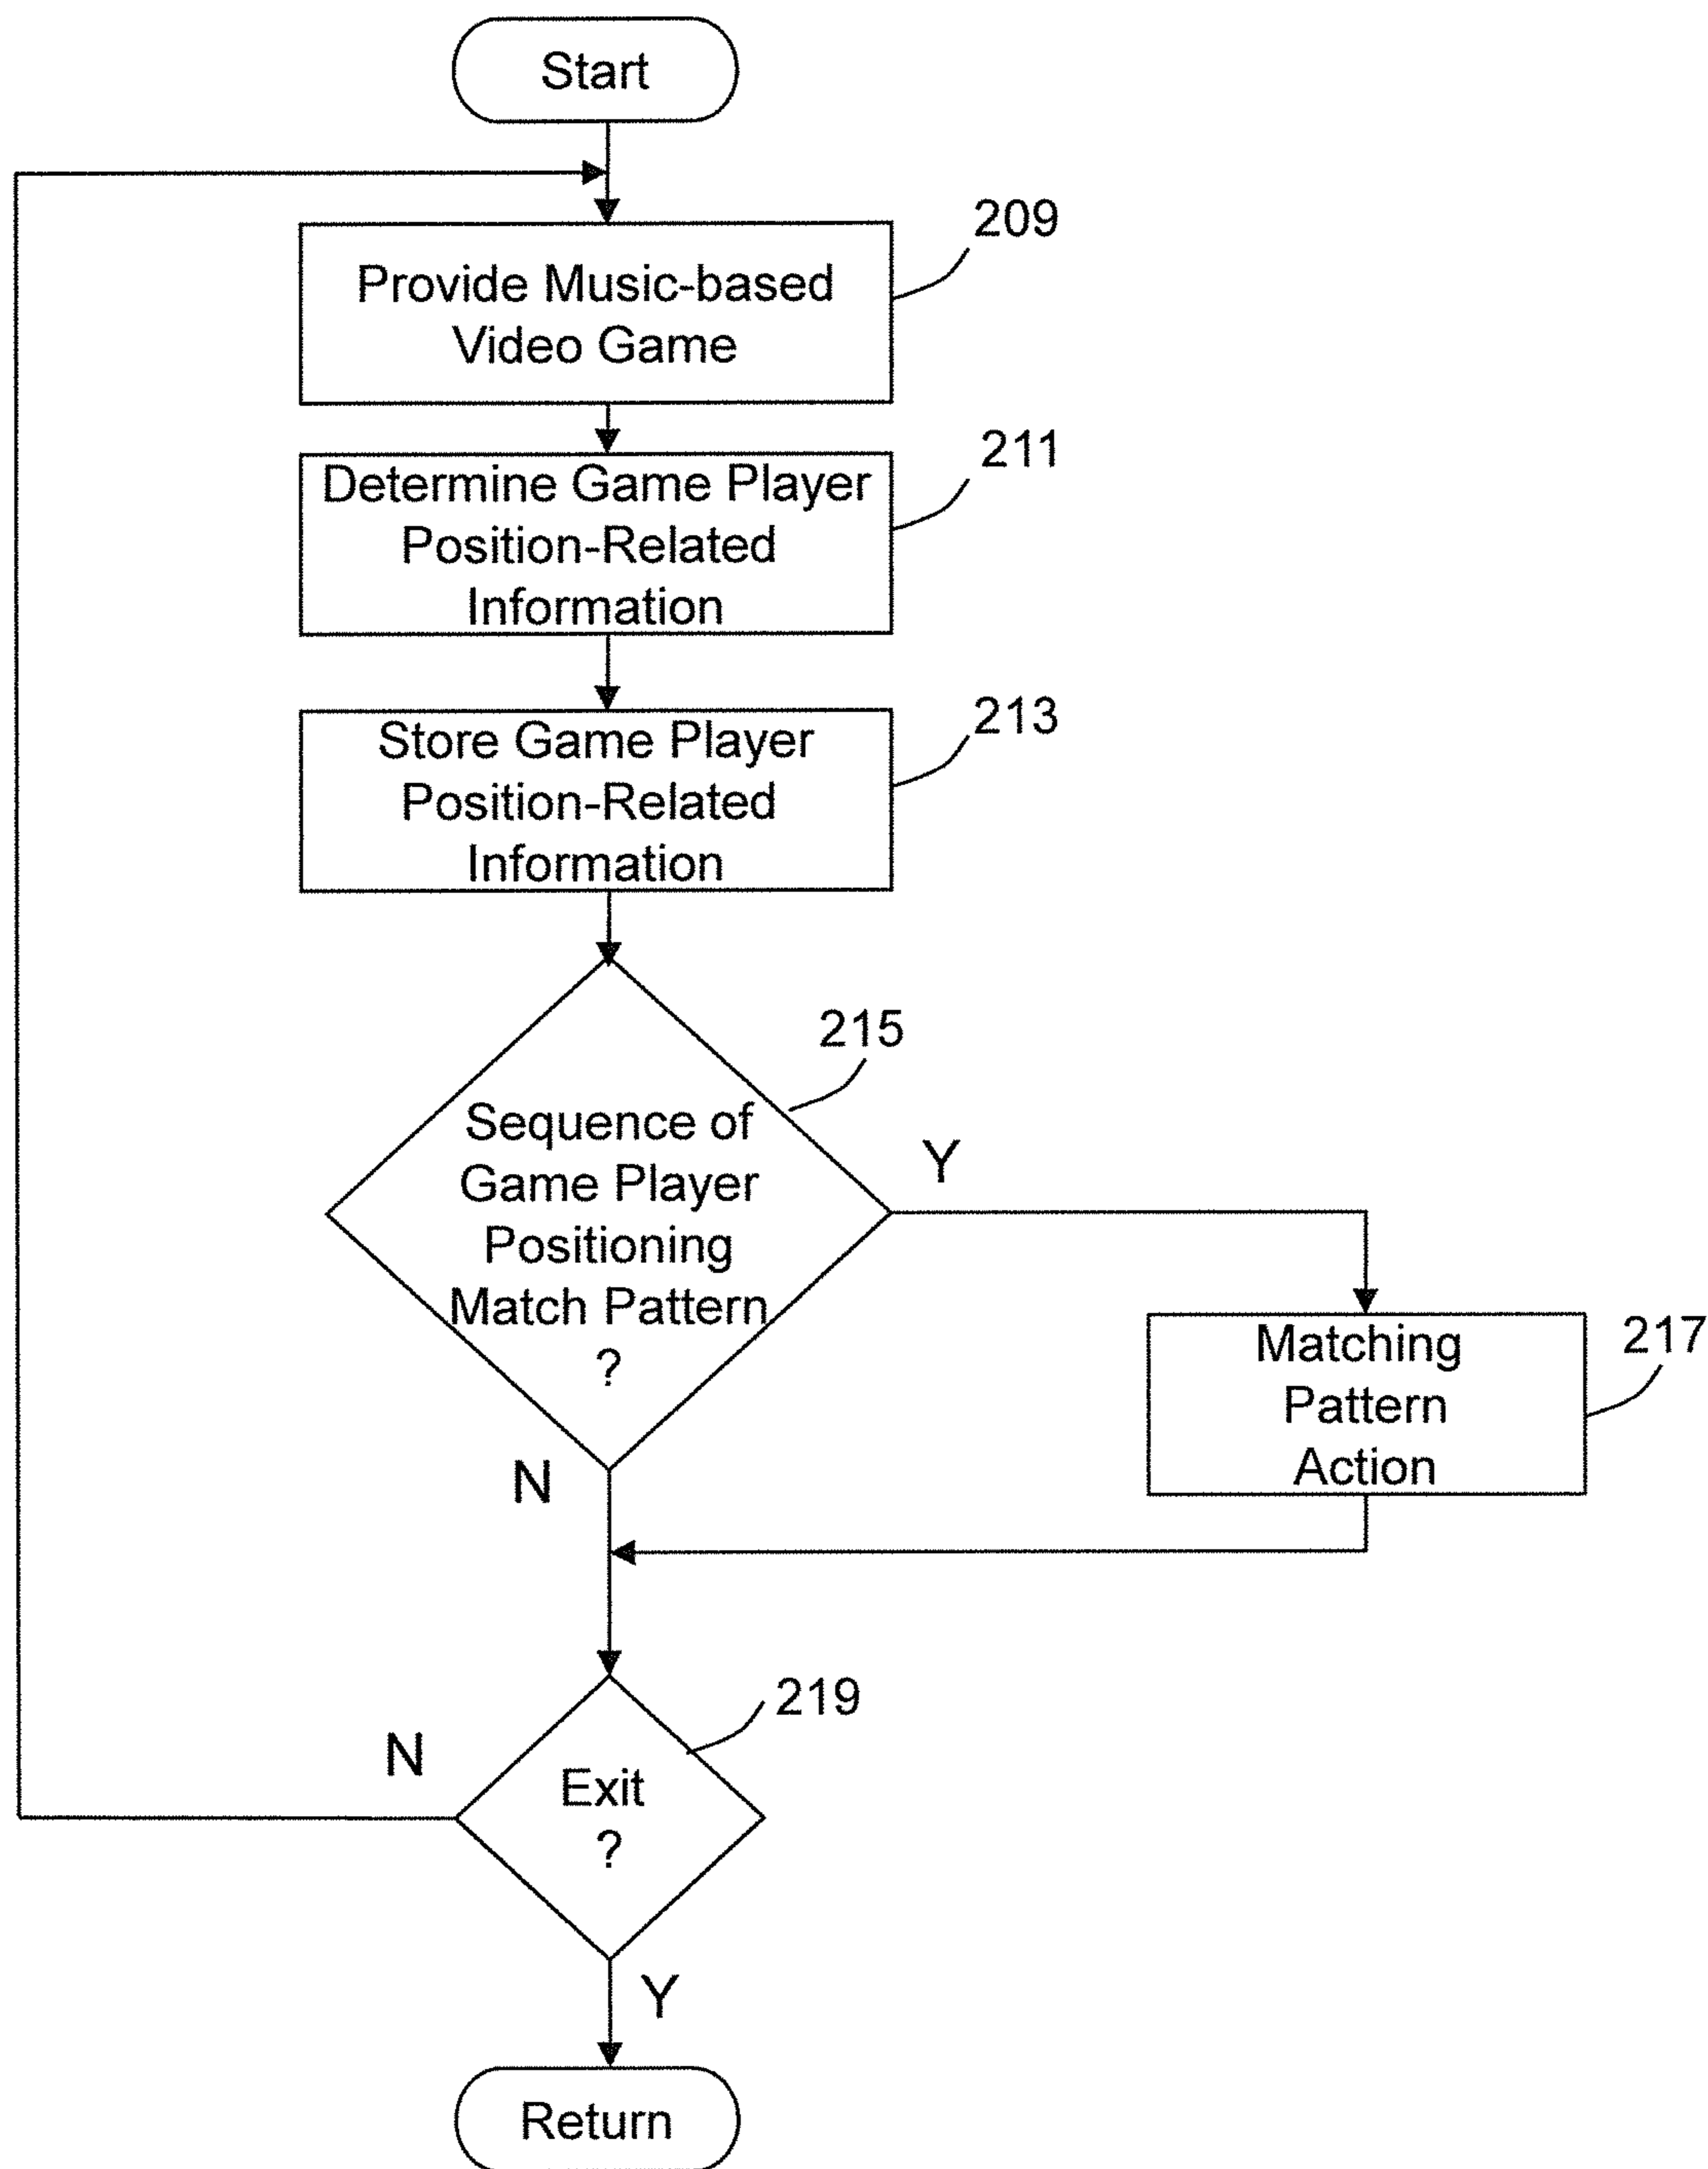 Start
209
Provide Music-based
Video Game
211
Determine Game Player
Position-Related
Information
213
Store Game Player
Position-Related
Information
215
Sequence of
Game Player
Positioning
Match Pattern
?
Y
217
Matching
Pattern
Action
N
219
N
Exit
?
Y
Return